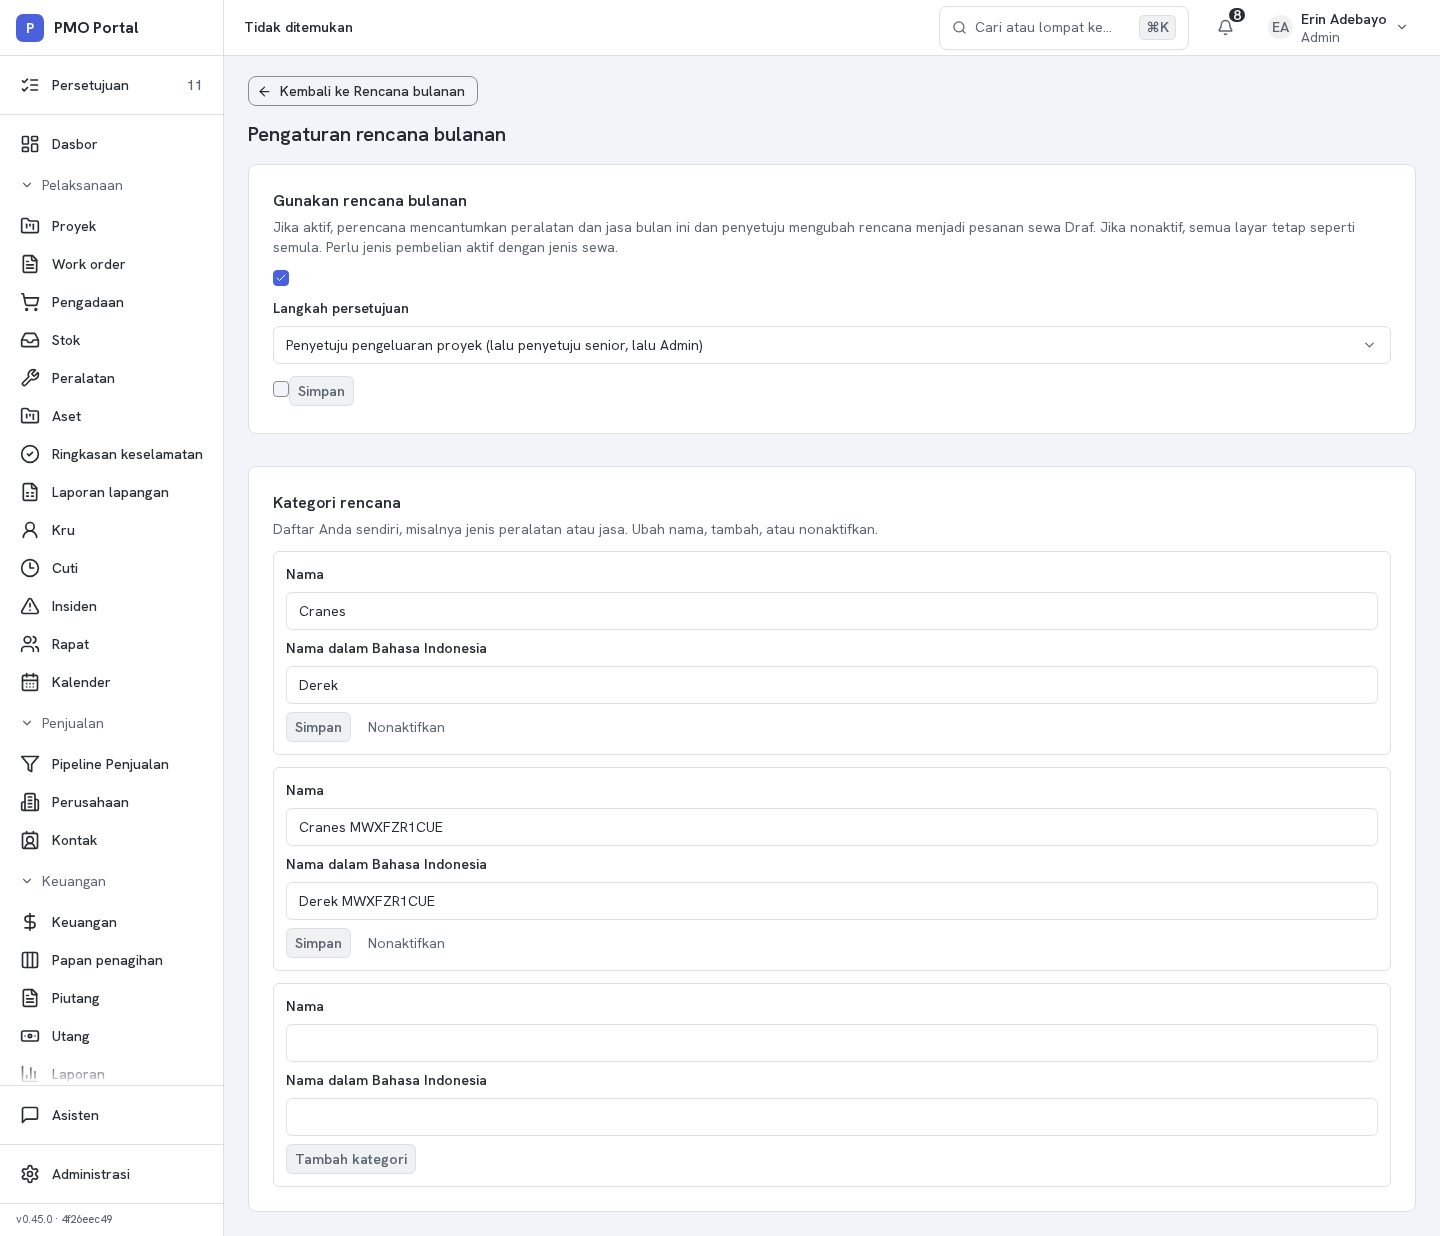 P PMO Portal
Tidak ditemukan
Cari atau lompat ke...
⌘K
8
EA
Erin Adebayo
Admin
Persetujuan 11
Dasbor
Pelaksanaan
Proyek
Work order
Pengadaan
Stok
Peralatan
Aset
Ringkasan keselamatan
Laporan lapangan
Kru
Cuti
Insiden
Rapat
Kalender
Penjualan
Pipeline Penjualan
Perusahaan
Kontak
Keuangan
Keuangan
Papan penagihan
Piutang
Utang
Laporan
Asisten
Administrasi
v0.45.0 · 4f26eec49
Kembali ke Rencana bulanan
Pengaturan rencana bulanan
Gunakan rencana bulanan
Jika aktif, perencana mencantumkan peralatan dan jasa bulan ini dan penyetuju mengubah rencana menjadi pesanan sewa Draf. Jika nonaktif, semua layar tetap seperti
semula. Perlu jenis pembelian aktif dengan jenis sewa.
Langkah persetujuan
Penyetuju pengeluaran proyek (lalu penyetuju senior, lalu Admin)
Simpan
Kategori rencana
Daftar Anda sendiri, misalnya jenis peralatan atau jasa. Ubah nama, tambah, atau nonaktifkan.
Nama
Cranes
Nama dalam Bahasa Indonesia
Derek
Simpan Nonaktifkan
Nama
Cranes MWXFZR1CUE
Nama dalam Bahasa Indonesia
Derek MWXFZR1CUE
Simpan Nonaktifkan
Nama
Nama dalam Bahasa Indonesia
Tambah kategori